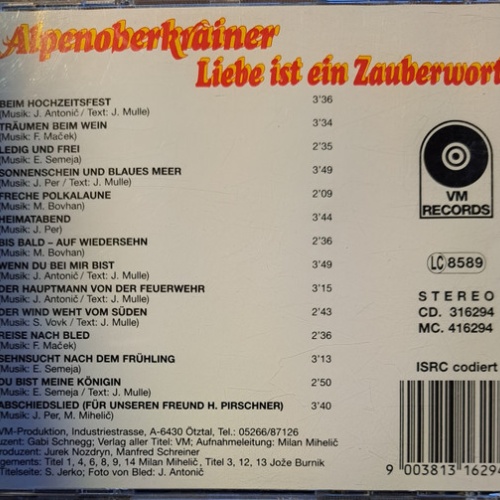 Alpenoberkrainer
Liebe ist ein Zauberwort
BEIM HOCHZEITSFEST 3'36
(Musik: J. Antonič / Text: J. Mulle)
TRÄUMEN BEIM WEIN 3'34
(Musik: F. Maček)
LEDIG UND FREI 2'35
(Musik: E. Semeja)
SONNENSCHEIN UND BLAUES MEER 3'49
(Musik: J. Per / Text: J. Mulle)
FRECHE POLKALAUNE 2'09
(Musik: M. Bovhan)
HEIMATABEND 3'44
(Musik: J. Per)
BIS BALD – AUF WIEDERSEHN 2'36
(Musik: M. Bovhan)
WENN DU BEI MIR BIST 3'49
(Musik: J. Antonič / Text: J. Mulle)
DER HAUPTMANN VON DER FEUERWEHR 3'15
(Musik: J. Antonič / Text: J. Mulle)
DER WIND WEHT VOM SÜDEN 2'43
(Musik: S. Vovk / Text: J. Mulle)
REISE NACH BLED 2'36
(Musik: F. Maček)
SEHNSUCHT NACH DEM FRÜHLING 3'13
(Musik: E. Semeja)
DU BIST MEINE KÖNIGIN 2'50
(Musik: E. Semeja / Text: J. Mulle)
ABSCHIEDSLIED (FÜR UNSEREN FREUND H. PIRSCHNER) 3'40
(Musik: J. Per, M. Mihelič)
VM-Produktion, Industriestrasse, A-6430 Ötztal, Tel.: 05266/87126
uzent: Gabi Schnegg; Verlag aller Titel: VM; Aufnahmeleitung: Milan Mihelič
produzent: Jurek Nozdryn, Manfred Schreiner
gements: Titel 1, 4, 6, 8, 9, 14 Milan Mihelič, Titel 3, 12, 13 Jože Burnik
Titelseite: S. Jerko; Foto von Bled: J. Antonič
VM
RECORDS
LC 8589
STEREO
CD. 316294
MC. 416294
ISRC codiert
9 003813 16294